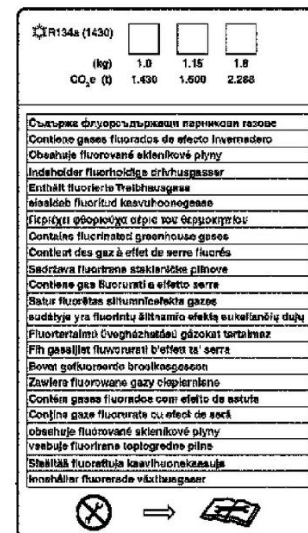 R134a (1430)
(kg) 1.0 1.15 1.6
CO₂e (t) 1.430 1.600 2.288
Съдържа флуоросъдържащи парникови газове
Contiene gases fluorados de efecto invernadero
Obsahuje fluorované skleníkové plyny
Indeholder fluorholdige drivhusgasser
Enthält fluorierte Treibhausgase
sisaldab fluoritud kasvuhoonegaase
Περιέχει φθοριούχα αέρια του θερμοκηπίου
Contains fluorinated greenhouse gases
Contient des gaz à effet de serre fluorés
Sadržava fluorirane stakleničke plinove
Contiene gas fluorurati a effetto serra
Satur fluorētas siltumnīcefekta gāzes
sudėtyje yra fluorintų šiltnamio efektą sukeliančių dujų
Fluortartalmú üvegházhatású gázokat tartalmaz
Fih gassijiet fluworurati b'effett ta' serra
Bevat gefluoreerde broeikasgassen
Zawiera fluorowane gazy cieplarniane
Contém gases fluorados com efeito de estufa
Conține gaze fluorurate cu efect de seră
obsahuje fluórované skleníkové plyny
vsebuje fluorirane toplogredne pline
Sisältää fluorattuja kasvihuonekaasuja
Innehåller fluorerade växthusgaser